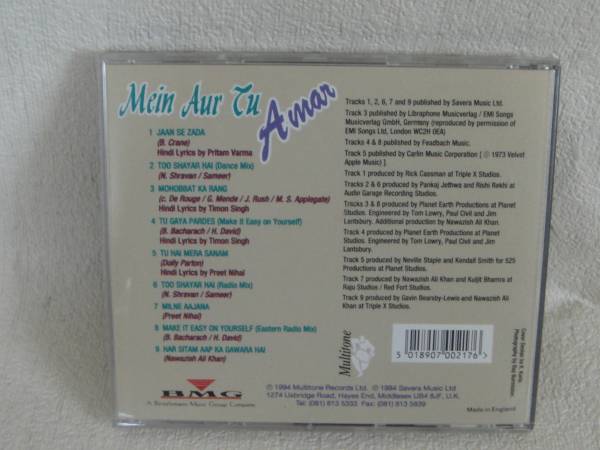 Mein Aur Tu
Amar
1 JAAN SE ZADA
(B. Crane)
Hindi Lyrics by Pritam Varma
2 TOO SHAYAR HAI (Dance Mix)
(N. Shravan / Sameer)
3 MOHOBBAT KA RANG
(c. De Rouge / G. Mende / J. Rush / M. S. Applegate)
Hindi Lyrics by Timon Singh
4 TU GAYA PARDES (Make it Easy on Yourself)
(B. Bacharach / H. David)
Hindi Lyrics by Timon Singh
5 TU HAI MERA SANAM
(Dolly Parton)
Hindi Lyrics by Preet Nihal
6 TOO SHAYAR HAI (Radio Mix)
(N. Shravan / Sameer)
7 MILNE AAJANA
(Preet Nihal)
8 MAKE IT EASY ON YOURSELF (Eastern Radio Mix)
(B. Bacharach / H. David)
9 HAR SITAM AAP KA GAWARA HAI
(Nawazish Ali Khan)
Tracks 1, 2, 6, 7 and 9 published by Savera Music Ltd.
Track 3 published by Libraphone Musicverlag / EMI Songs
Musicverlag GmbH, Germany (reproduced by permission of
EMI Songs Ltd, London WC2H 0EA)
Tracks 4 & 8 published by Feadbach Music.
Track 5 published by Carlin Music Corporation [ ℗ 1973 Velvet
Apple Music) ]
Track 1 produced by Rick Gassman at Triple X Studios.
Tracks 2 & 6 produced by Pankaj Jethwa and Rishi Rekhi at
Audio Garage Recording Studios.
Tracks 3 & 8 produced by Planet Earth Productions at Planet
Studios. Engineered by Tom Lowry, Paul Civil and Jim
Lantsbury. Additional production by Nawazish Ali Khan.
Track 4 produced by Planet Earth Productions at Planet
Studios. Engineered by Tom Lowry, Paul Civil and Jim
Lantsbury.
Track 5 produced by Neville Staple and Kendall Smith for 525
Productions at Planet Studios.
Track 7 produced by Nawazish Ali Khan and Kuljit Bhamra at
Raju Studios / Red Fort Studios.
Track 9 produced by Gavin Bearsby-Lewis and Nawazish Ali
Khan at Triple X Studios.
Multitone
5 018907 002176 >
BMG
A Bertelsmann Music Group Company
℗ 1994 Multitone Records Ltd. © 1994 Savera Music Ltd
1274 Uxbridge Road, Hayes End, Middlesex UB4 8JF, U.K.
Tel: (081) 813 5333 Fax: (081) 813 5839
Made in England